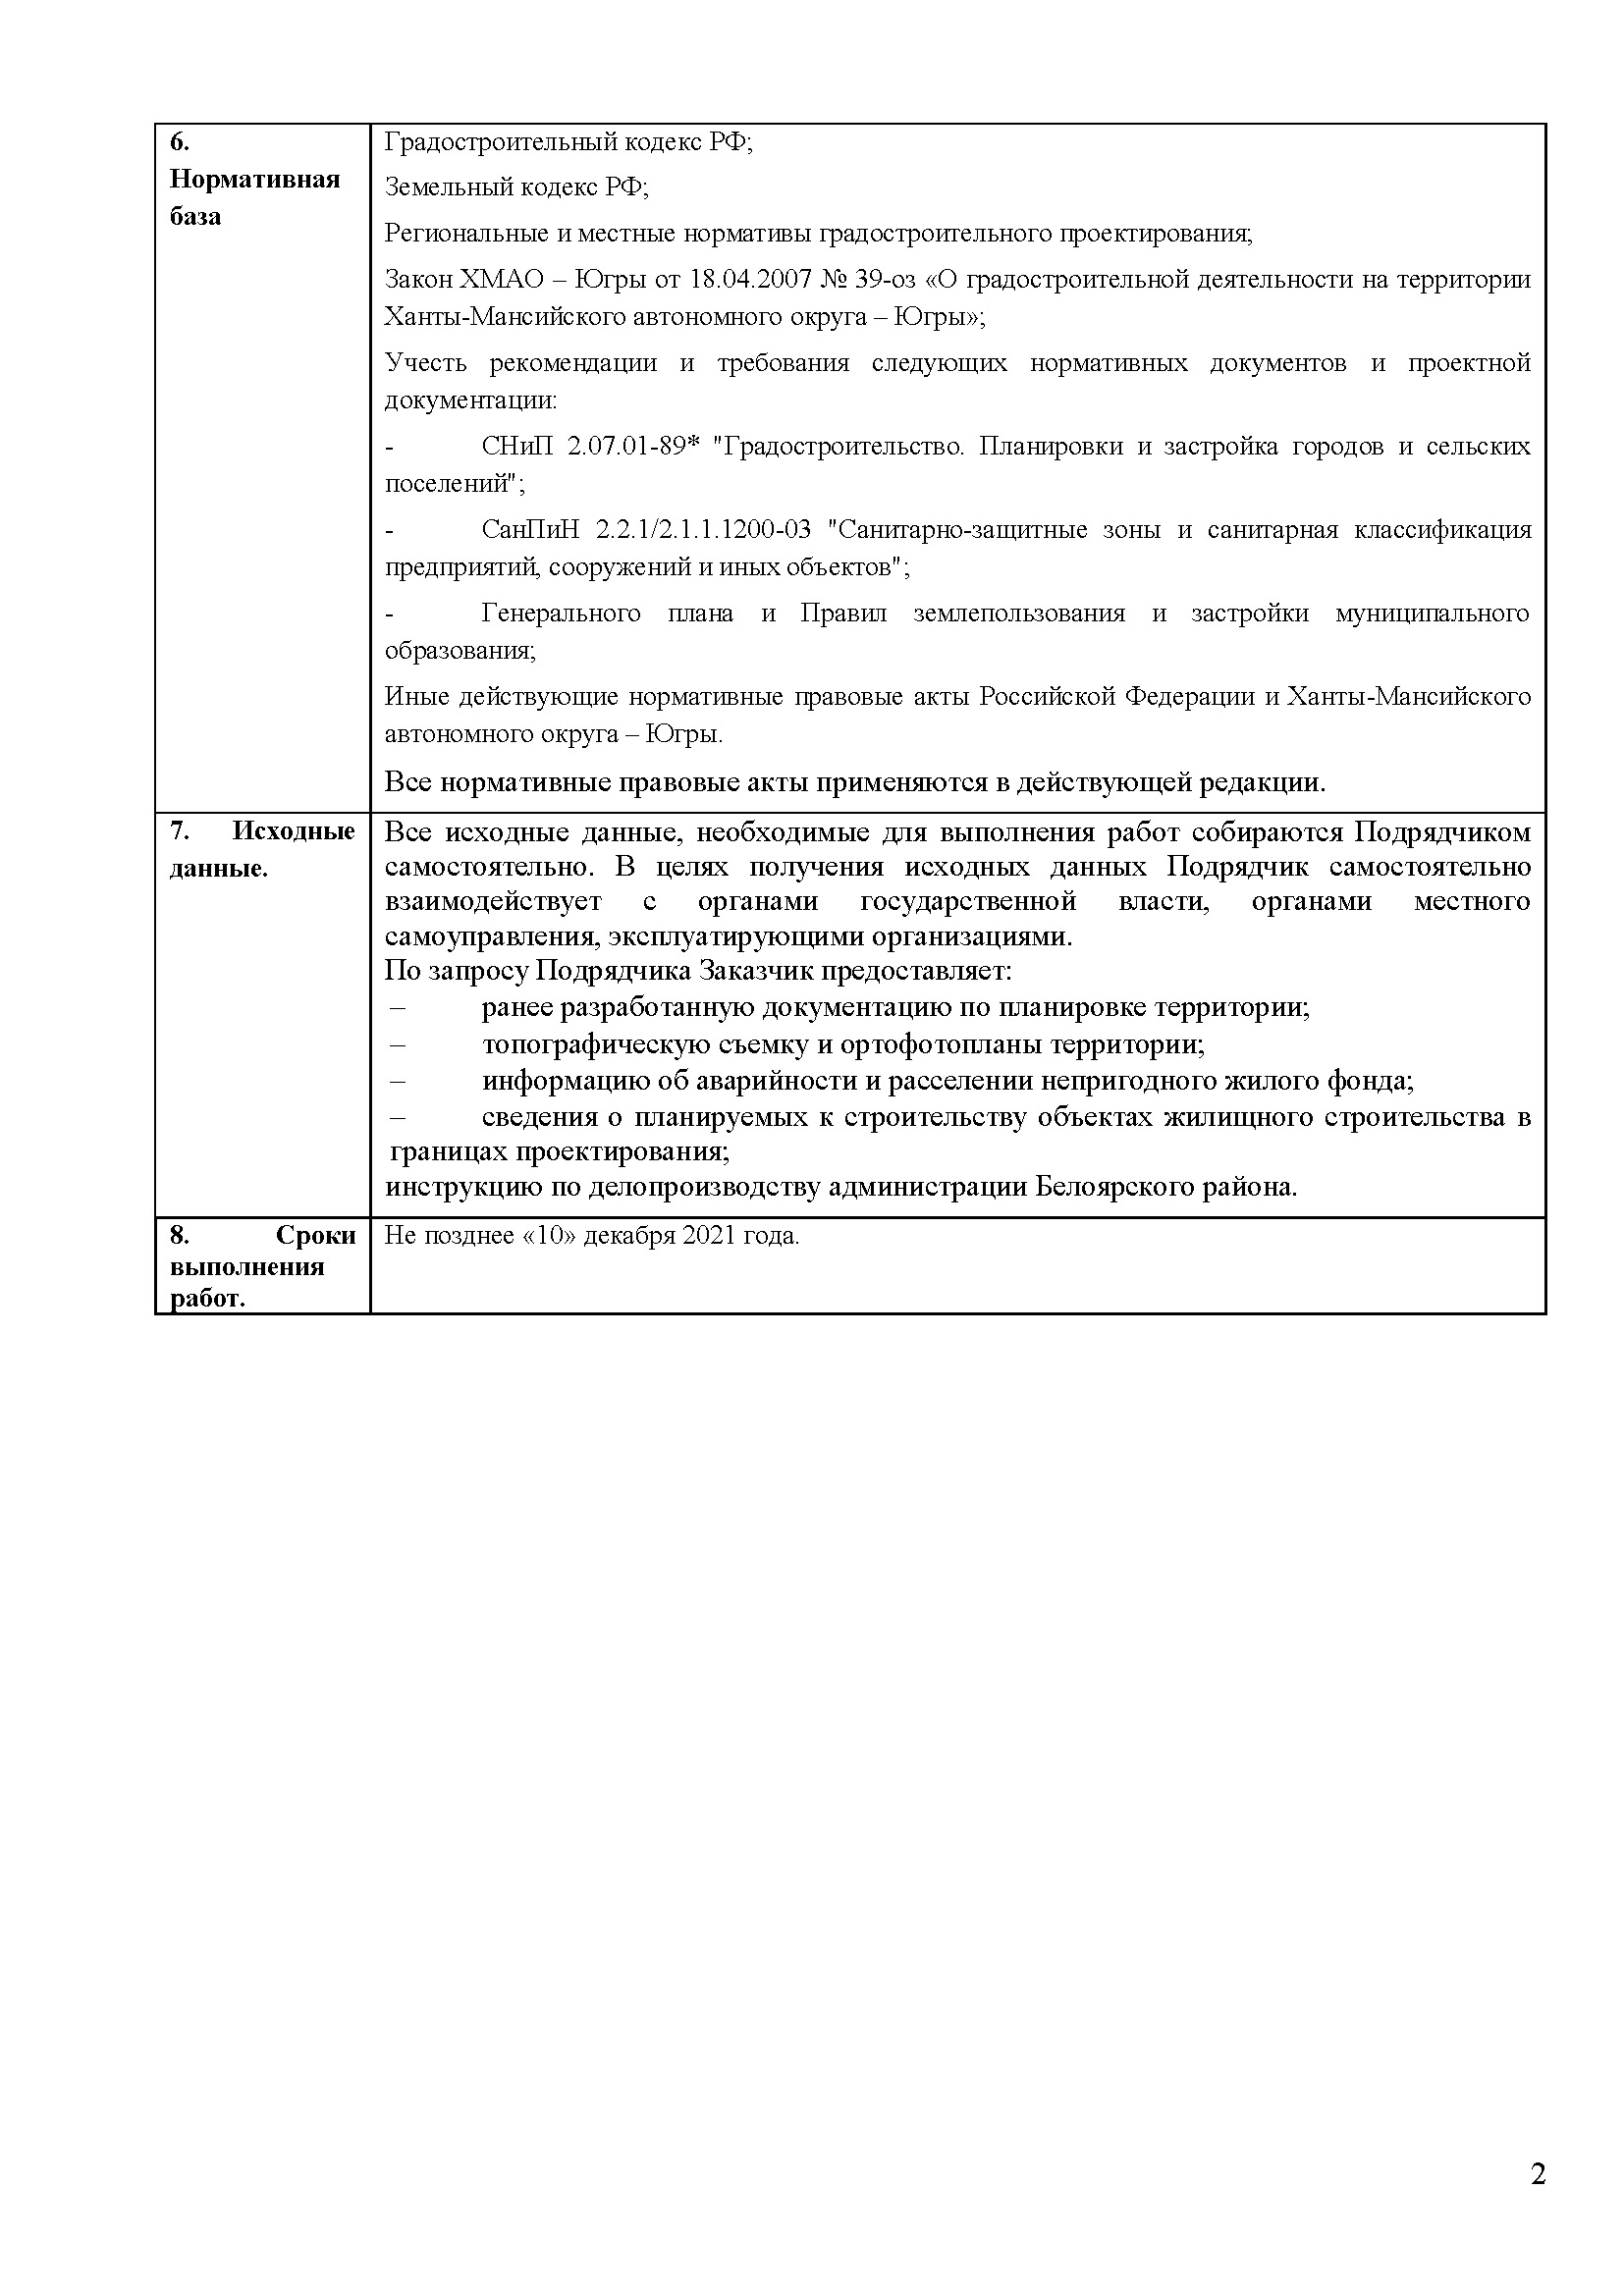 6.
Нормативная
база
Градостроительный кодекс РФ;
Земельный кодекс РФ;
Региональные и местные нормативы градостроительного проектирования;
Закон ХМАО – Югры от 18.04.2007 № 39-оз «О градостроительной деятельности на территории
Ханты-Мансийского автономного округа – Югры»;
Учесть рекомендации и требования следующих нормативных документов и проектной
документации:
- СНиП 2.07.01-89* "Градостроительство. Планировки и застройка городов и сельских
поселений";
- СанПиН 2.2.1/2.1.1.1200-03 "Санитарно-защитные зоны и санитарная классификация
предприятий, сооружений и иных объектов";
- Генерального плана и Правил землепользования и застройки муниципального
образования;
Иные действующие нормативные правовые акты Российской Федерации и Ханты-Мансийского
автономного округа – Югры.
Все нормативные правовые акты применяются в действующей редакции.
7. Исходные
данные.
Все исходные данные, необходимые для выполнения работ собираются Подрядчиком
самостоятельно. В целях получения исходных данных Подрядчик самостоятельно
взаимодействует с органами государственной власти, органами местного
самоуправления, эксплуатирующими организациями.
По запросу Подрядчика Заказчик предоставляет:
– ранее разработанную документацию по планировке территории;
– топографическую съемку и ортофотопланы территории;
– информацию об аварийности и расселении непригодного жилого фонда;
– сведения о планируемых к строительству объектах жилищного строительства в
границах проектирования;
инструкцию по делопроизводству администрации Белоярского района.
8. Сроки
выполнения
работ.
Не позднее «10» декабря 2021 года.
2